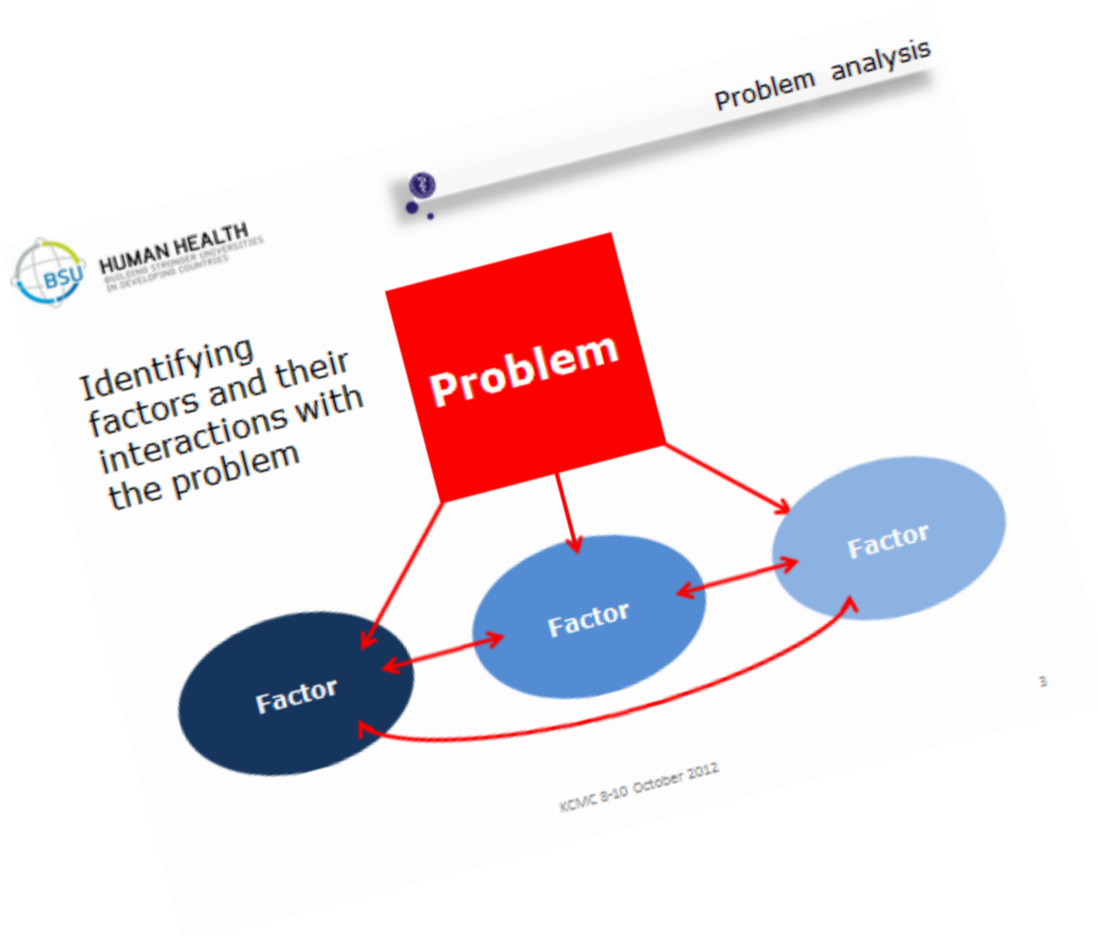 Problem analysis
BSU
HUMAN HEALTH
BUILDING STRONGER UNIVERSITIES
IN DEVELOPING COUNTRIES
Identifying
factors and their
interactions with
the problem
Problem
Factor
Factor
Factor
KCMC 8-10 October 2012
3